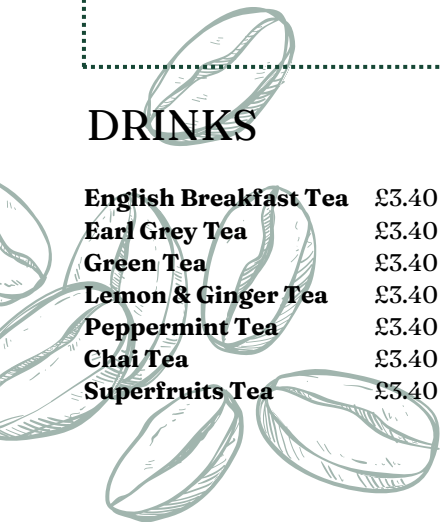 DRINKS
English Breakfast Tea £3.40
Earl Grey Tea £3.40
Green Tea £3.40
Lemon & Ginger Tea £3.40
Peppermint Tea £3.40
Chai Tea £3.40
Superfruits Tea £3.40